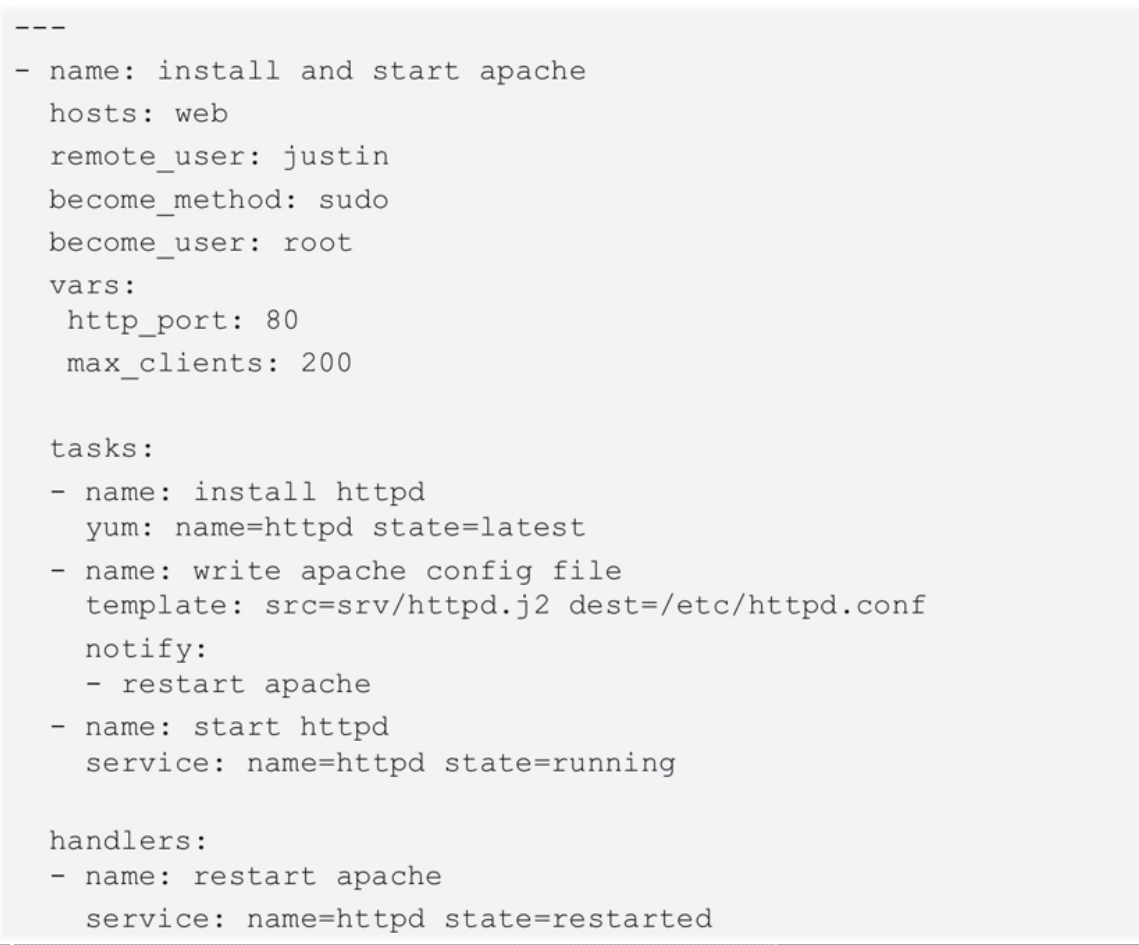 ---
- name: install and start apache
  hosts: web
  remote_user: justin
  become_method: sudo
  become_user: root
  vars:
   http_port: 80
   max_clients: 200

  tasks:
  - name: install httpd
    yum: name=httpd state=latest
  - name: write apache config file
    template: src=srv/httpd.j2 dest=/etc/httpd.conf
    notify:
    - restart apache
  - name: start httpd
    service: name=httpd state=running

  handlers:
  - name: restart apache
    service: name=httpd state=restarted